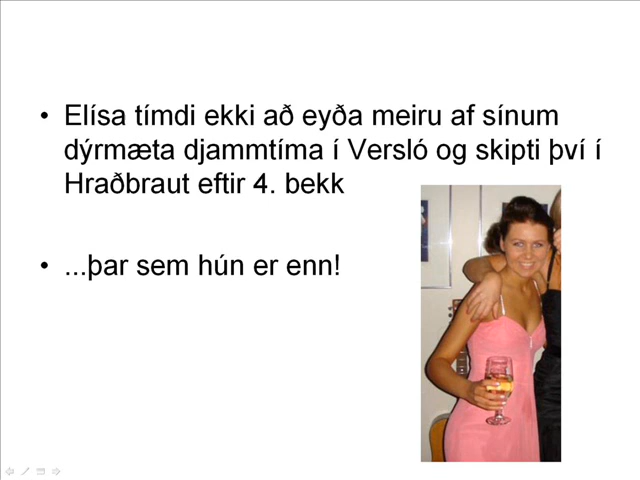 • Elísa tímdi ekki að eyða meiru af sínum
dýrmæta djammtíma í Versló og skipti því í
Hraðbraut eftir 4. bekk
• ...þar sem hún er enn!